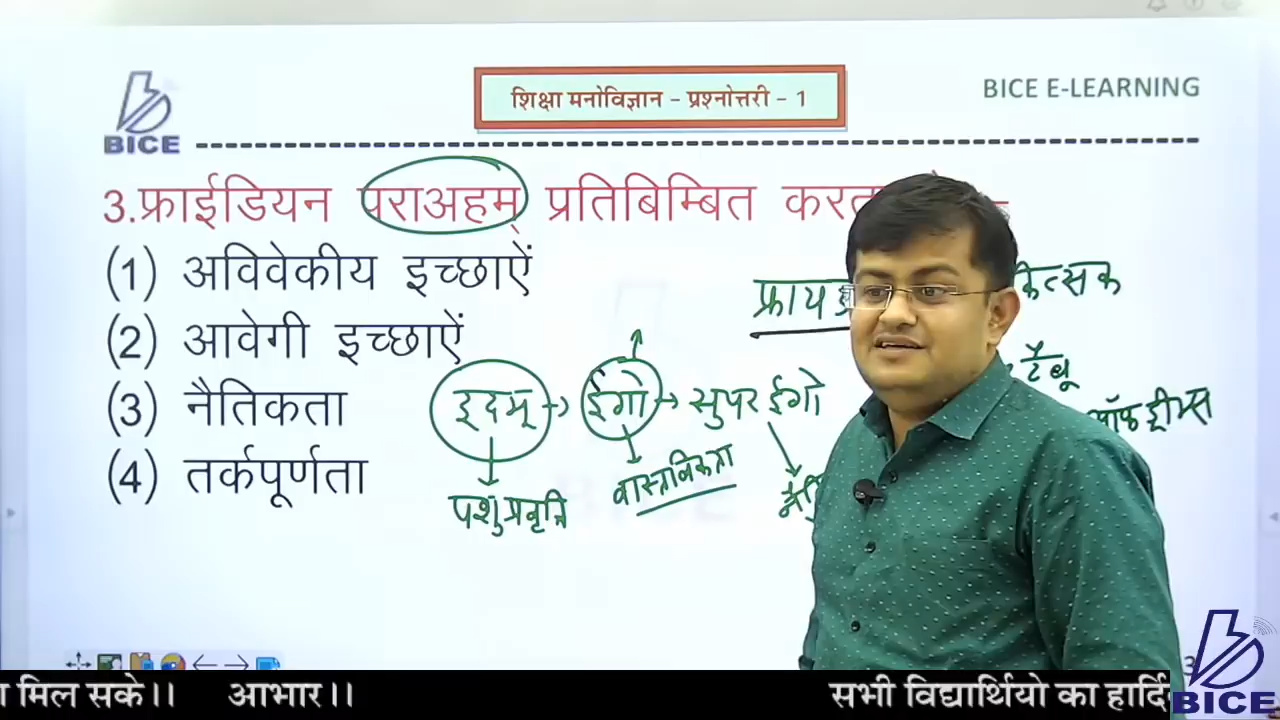 शिक्षा मनोविज्ञान - प्रश्नोत्तरी - 1
BICE E-LEARNING
BICE
3.फ्राईडियन पराअहम् प्रतिबिम्बित
(1) अविवेकीय इच्छाऐं
(2) आवेगी इच्छाऐं
(3) नैतिकता
(4) तर्कपूर्णता
इदम् → ईगो → सुपर ईगो
पशुप्रवृत्ति
वास्तविकता
मिल सके।। आभार।।
सभी विद्यार्थियो का
BICE